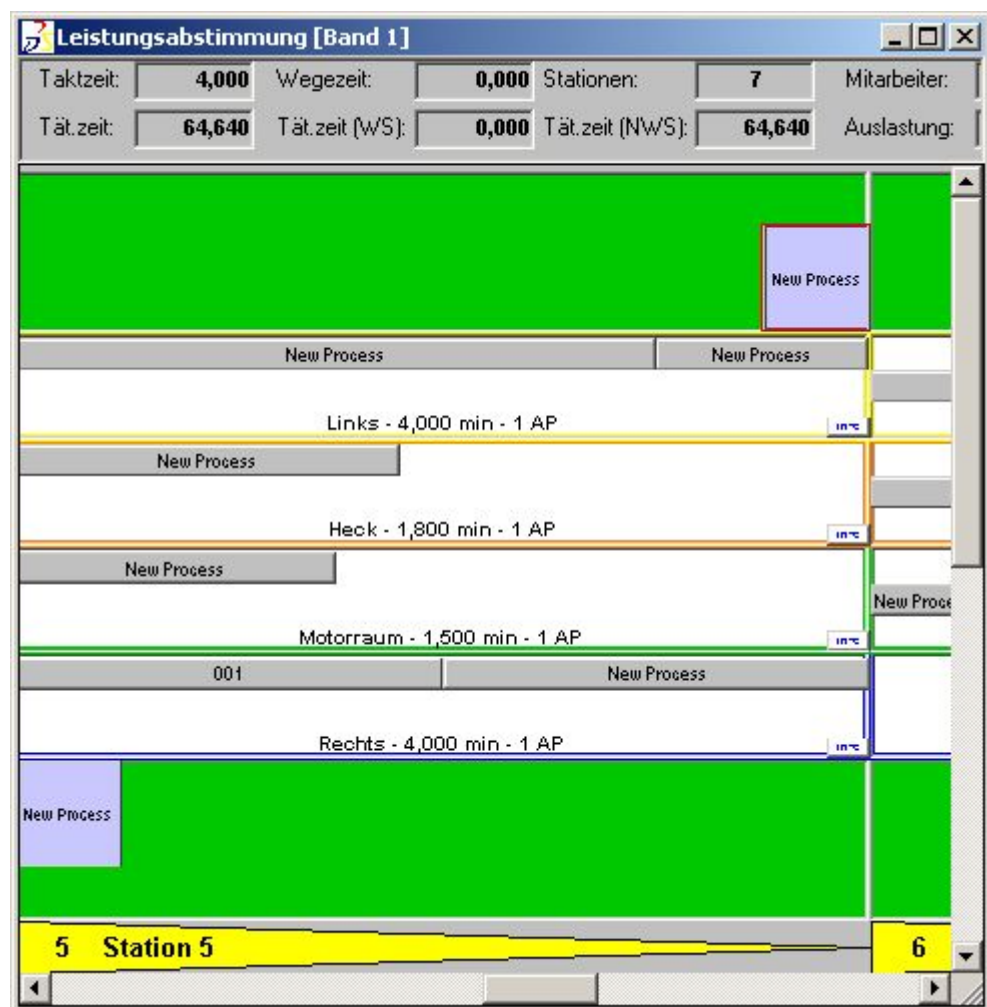 Leistungsabstimmung [Band 1]
Taktzeit: 4,000 Wegezeit: 0,000 Stationen: 7 Mitarbeiter:
Tät.zeit: 64,640 Tät.zeit (WS): 0,000 Tät.zeit (NWS): 64,640 Auslastung:
New Process
New Process New Process
Links - 4,000 min - 1 AP
New Process
Heck - 1,800 min - 1 AP
New Process
New Proce
Motorraum - 1,500 min - 1 AP
001 New Process
Rechts - 4,000 min - 1 AP
New Process
5 Station 5 6